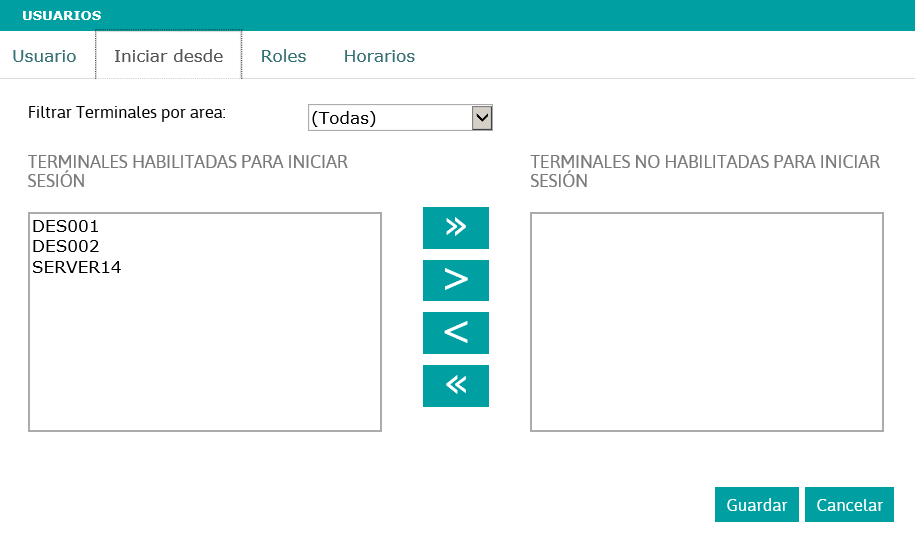 USUARIOS
Usuario Iniciar desde Roles Horarios
Filtrar Terminales por area: (Todas)
TERMINALES HABILITADAS PARA INICIAR
SESIÓN
TERMINALES NO HABILITADAS PARA INICIAR
SESIÓN
DES001
DES002
SERVER14
»
>
<
«
Guardar Cancelar